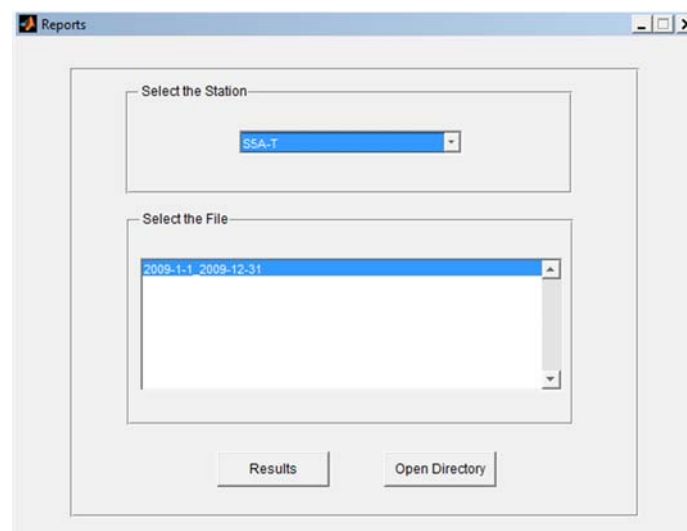 Reports
Select the Station
S5A-T
Select the File
2009-1-1_2009-12-31
Results
Open Directory